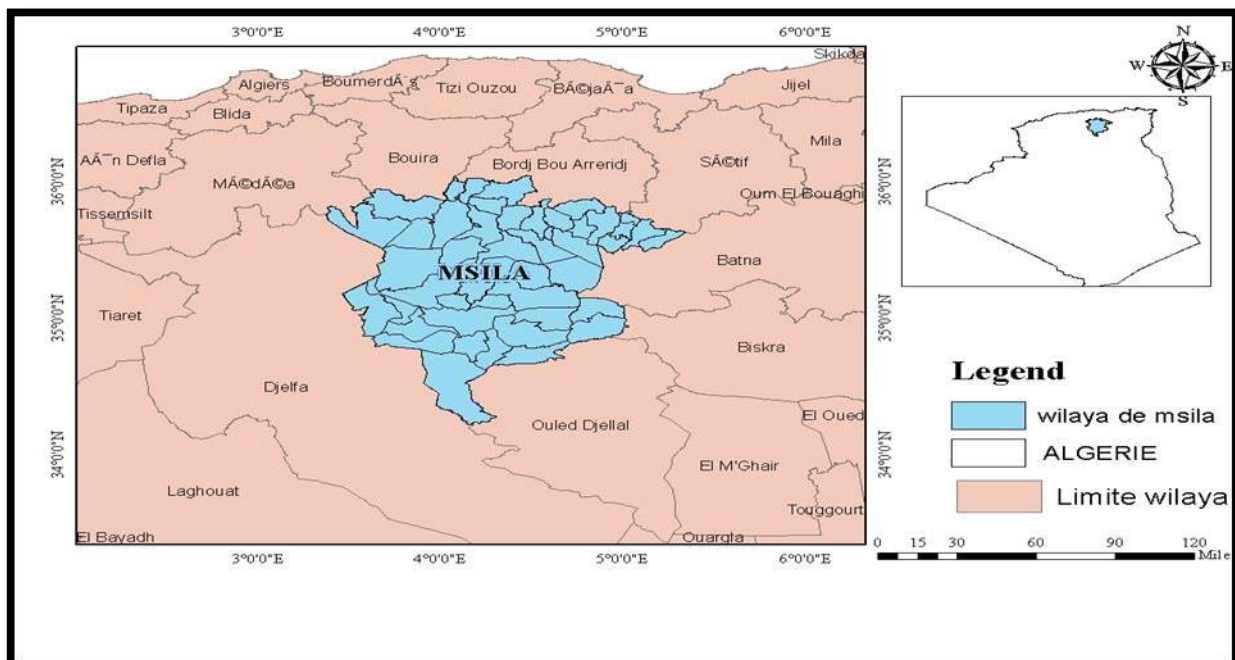 3°0'0"E 4°0'0"E 5°0'0"E 6°0'0"E
Skikda
Algiers
BoumerdÃ¨s
Tizi Ouzou
BÃ©jaÃ¯a
Jijel
Tipaza
Blida
AÃ¯n Defla
MÃ©dÃ©a
Bouira
Bordj Bou Arreridj
SÃ©tif
Mila
Oum El Bouaghi
Tissemsilt
MSILA
Batna
Tiaret
Biskra
Djelfa
Ouled Djellal
El Oued
El M'Ghair
Laghouat
Touggourt
El Bayadh
Ouargla
36°0'0"N
35°0'0"N
34°0'0"N
36°0'0"N
35°0'0"N
34°0'0"N
3°0'0"E 4°0'0"E 5°0'0"E 6°0'0"E
N
W E
S
Legend
wilaya de msila
ALGERIE
Limite wilaya
0 15 30 60 90 120
Mile